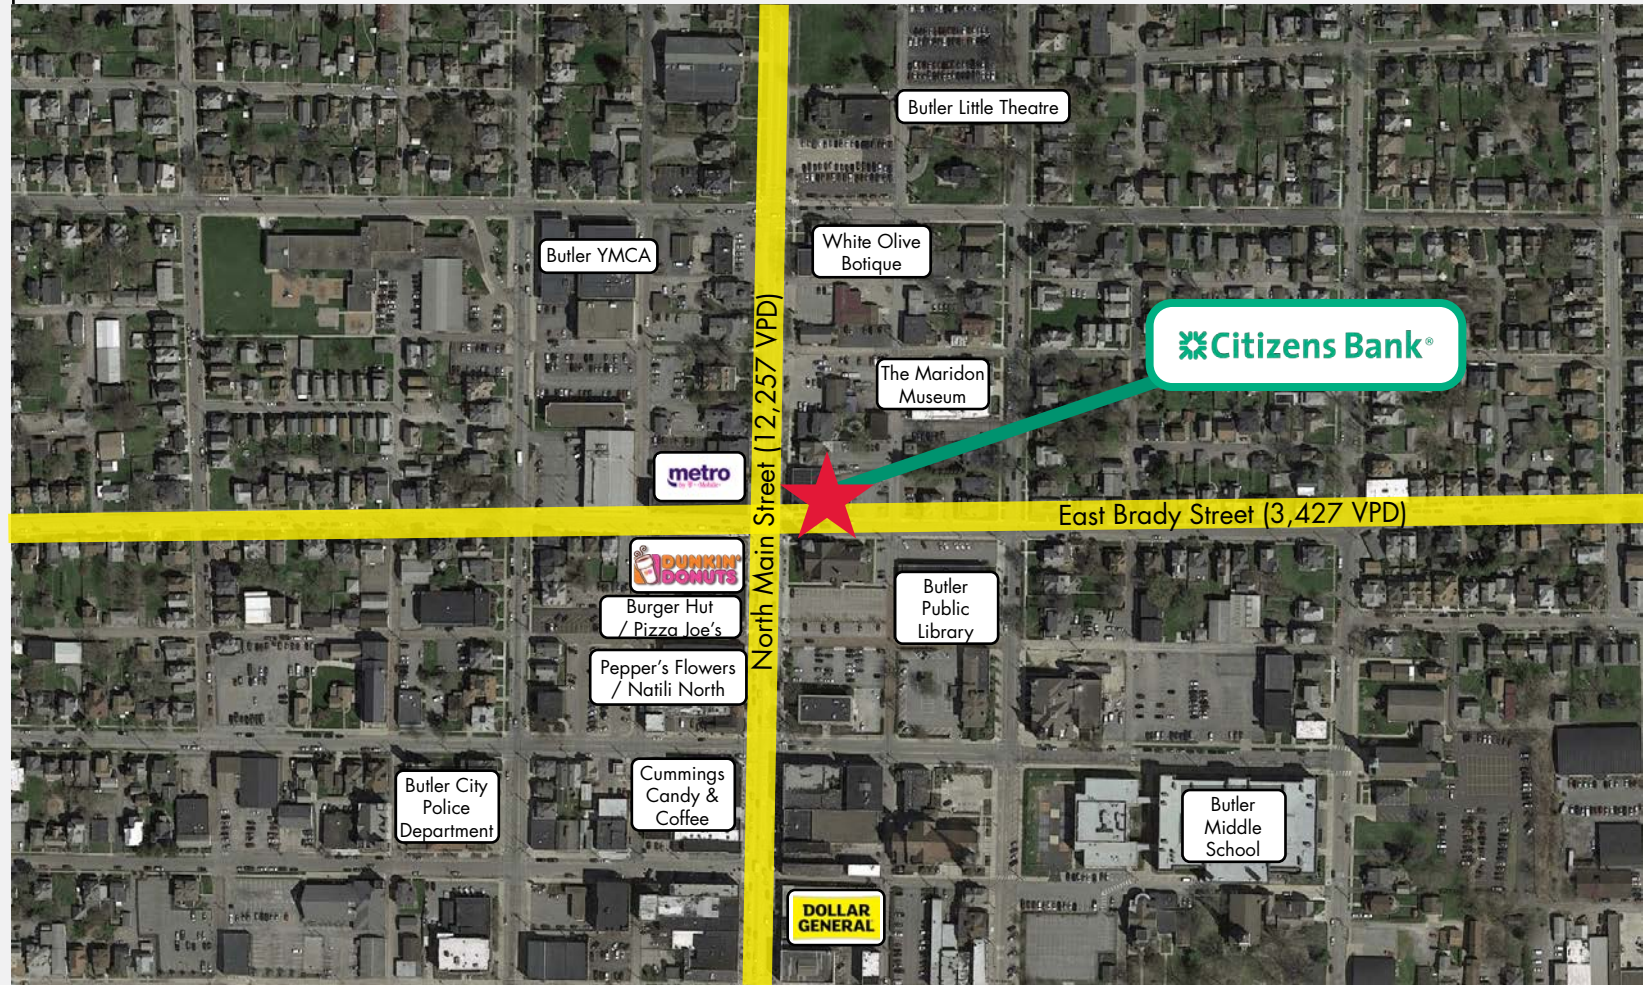 Butler Little Theatre
White Olive
Botique
Butler YMCA
Citizens Bank®
The Maridon
Museum
metro
by T-Mobile
North Main Street (12,257 VPD)
East Brady Street (3,427 VPD)
DUNKIN'
DONUTS
Burger Hut
/ Pizza Joe's
Butler
Public
Library
Pepper's Flowers
/ Natili North
Butler City
Police
Department
Cummings
Candy &
Coffee
Butler
Middle
School
DOLLAR
GENERAL